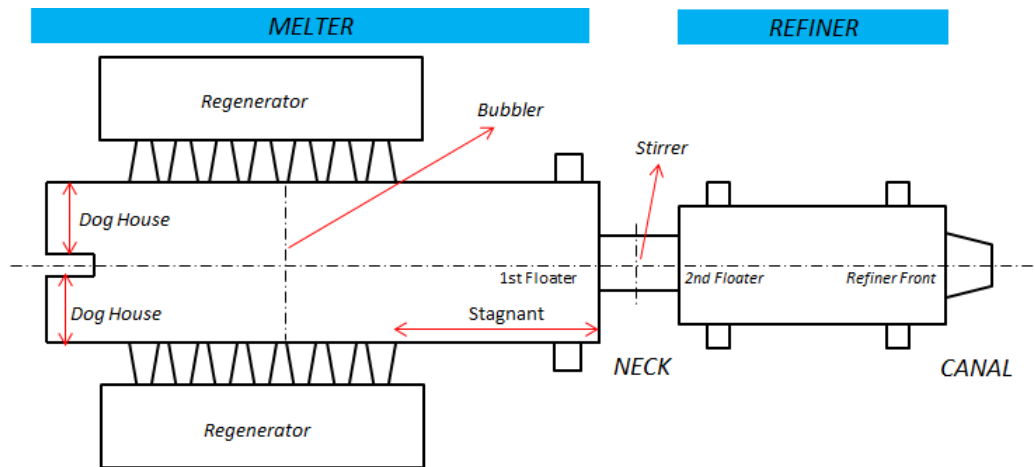 MELTER
REFINER
Regenerator
Bubbler
Stirrer
Dog House
1st Floater
2nd Floater
Refiner Front
Dog House
Stagnant
NECK
CANAL
Regenerator